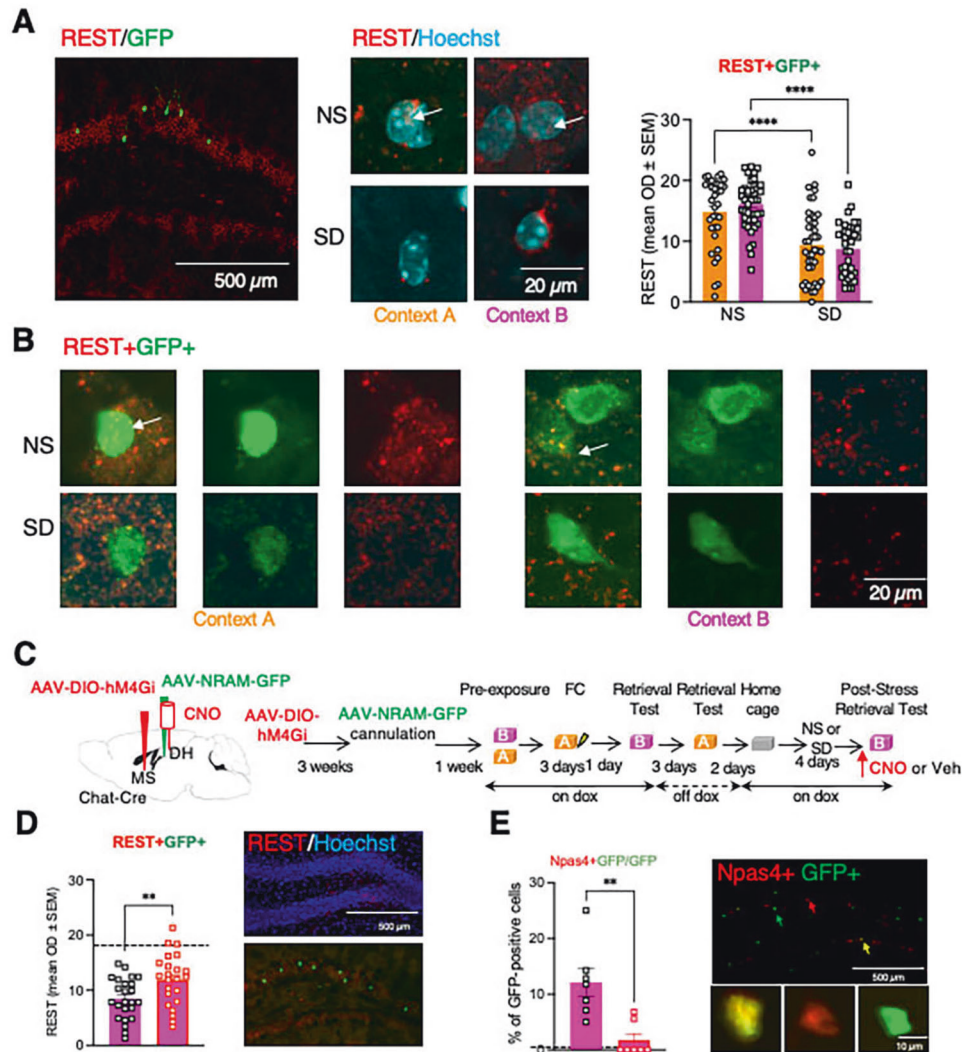 A
REST/GFP
500 µm
REST/Hoechst
NS
SD
20 µm
Context A
Context B
REST+GFP+
****
****
REST (mean OD ± SEM)
30
20
10
0
NS
SD
B
REST+GFP+
NS
SD
Context A
Context B
20 µm
C
AAV-DIO-hM4Gi
AAV-NRAM-GFP
CNO
DH
MS
Chat-Cre
AAV-DIO-
hM4Gi
3 weeks
AAV-NRAM-GFP
cannulation
1 week
Pre-exposure
B
A
FC
A
3 days
1 day
Retrieval
Test
B
3 days
Retrieval
Test
A
2 days
Home
cage
NS or
SD
4 days
Post-Stress
Retrieval Test
B
CNO or Veh
on dox
off dox
on dox
D
REST+GFP+
**
REST (mean OD ± SEM)
30
20
10
0
REST/Hoechst
500 µm
E
Npas4+GFP/GFP
**
% of GFP-positive cells
30
20
10
0
Npas4+ GFP+
500 µm
10 µm